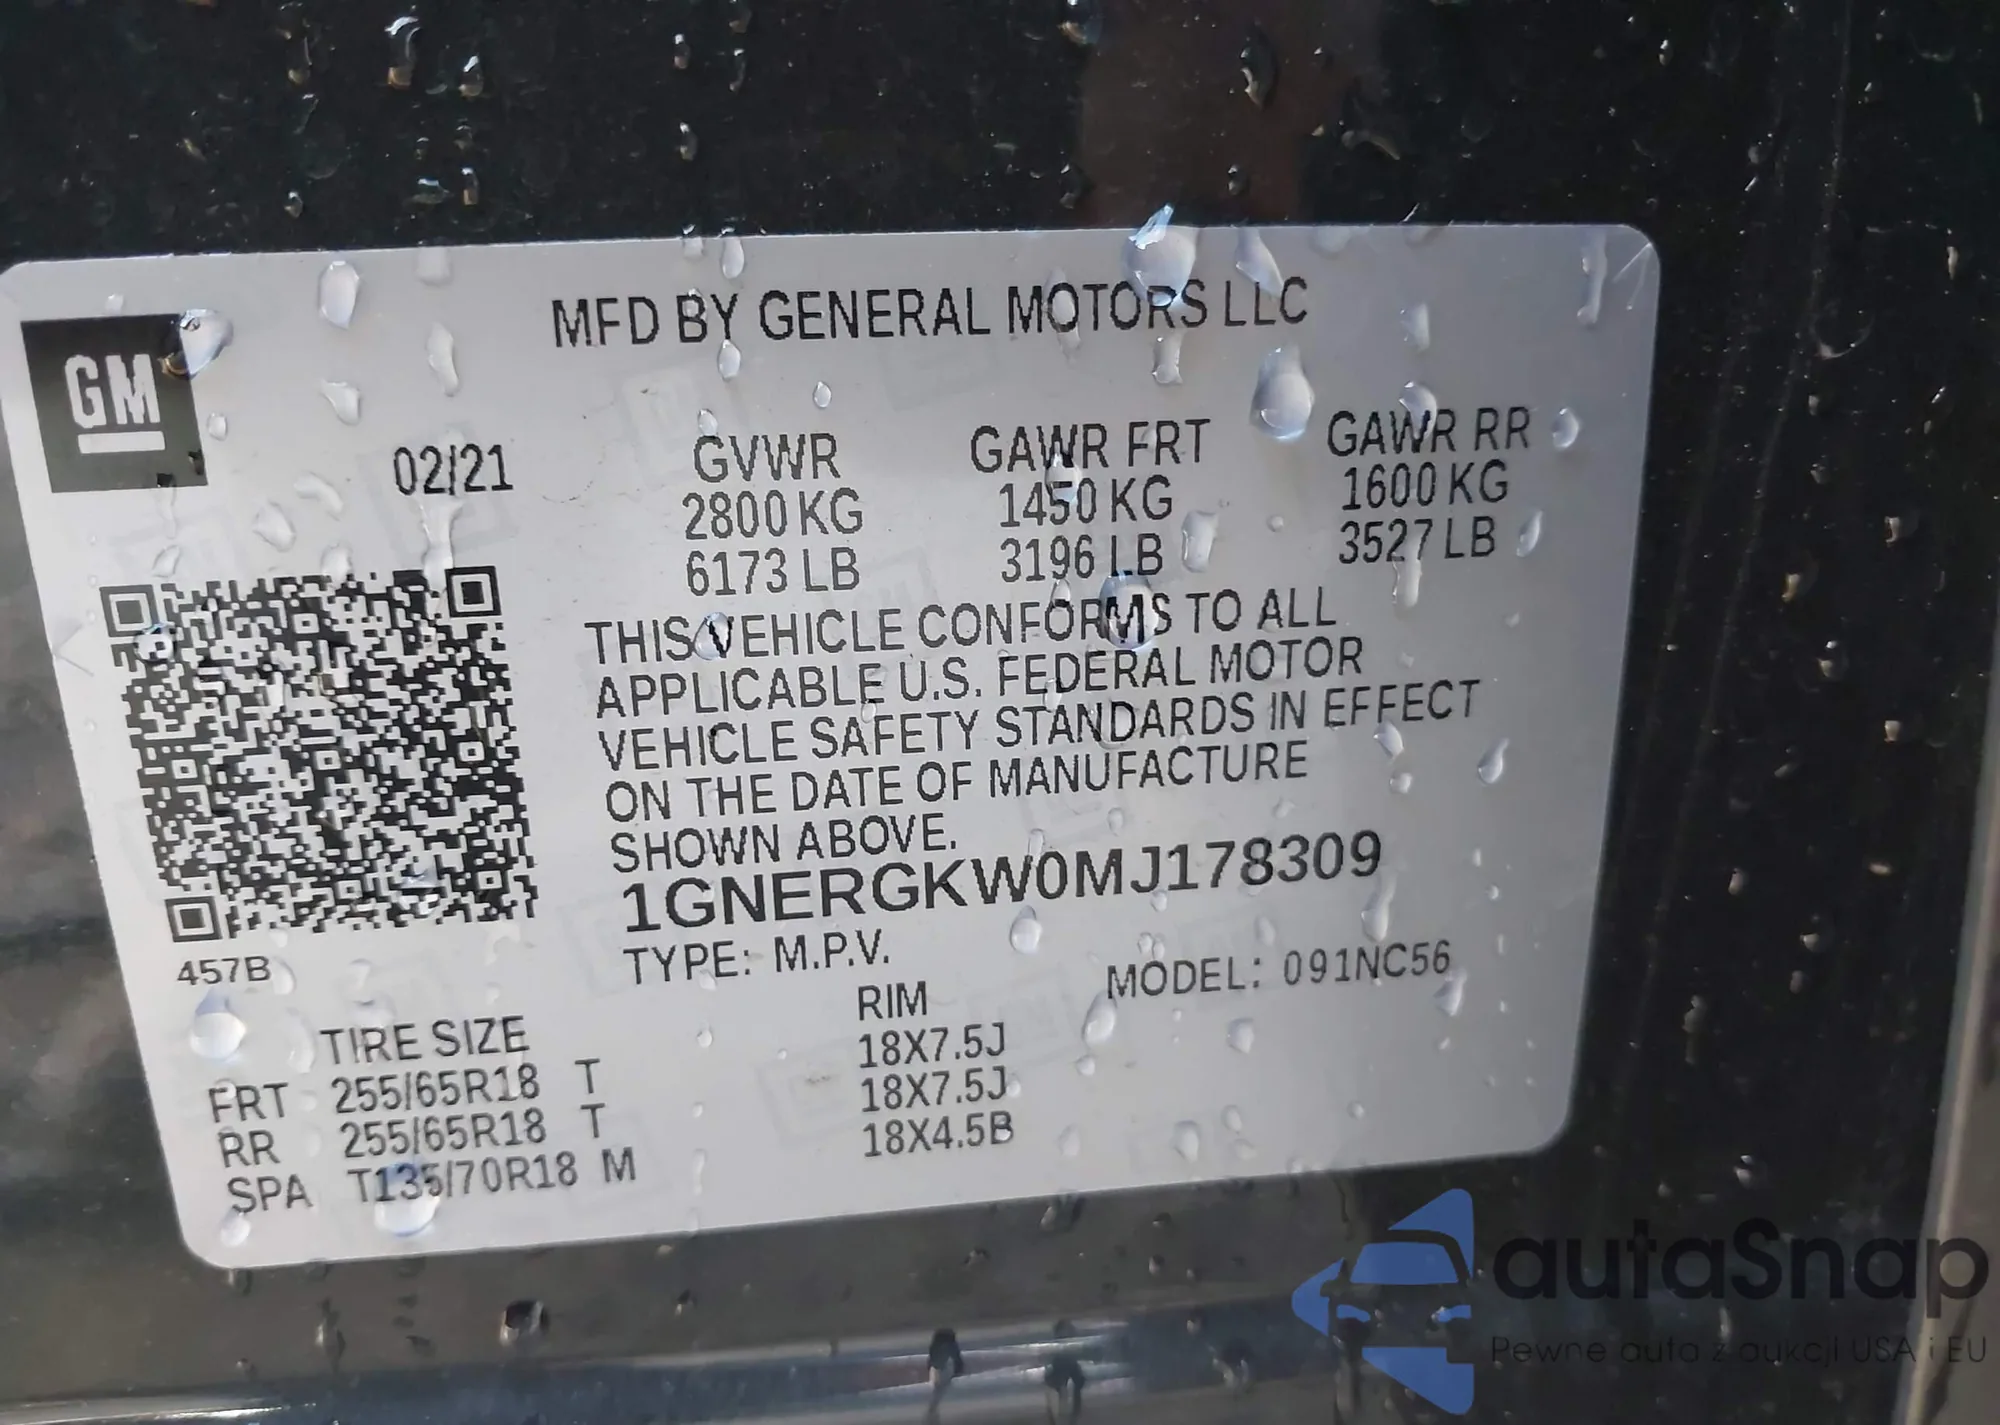 MFD BY GENERAL MOTORS LLC
GM
02/21
GVWR GAWR FRT GAWR RR
2800 KG 1450 KG 1600 KG
6173 LB 3196 LB 3527 LB
THIS VEHICLE CONFORMS TO ALL
APPLICABLE U.S. FEDERAL MOTOR
VEHICLE SAFETY STANDARDS IN EFFECT
ON THE DATE OF MANUFACTURE
SHOWN ABOVE.
1GNERGKW0MJ178309
457B
TYPE: M.P.V. MODEL: 091NC56
TIRE SIZE RIM
FRT 255/65R18 T 18X7.5J
RR 255/65R18 T 18X7.5J
SPA T135/70R18 M 18X4.5B
autaSnap
Pewne auta z aukcji USA i EU